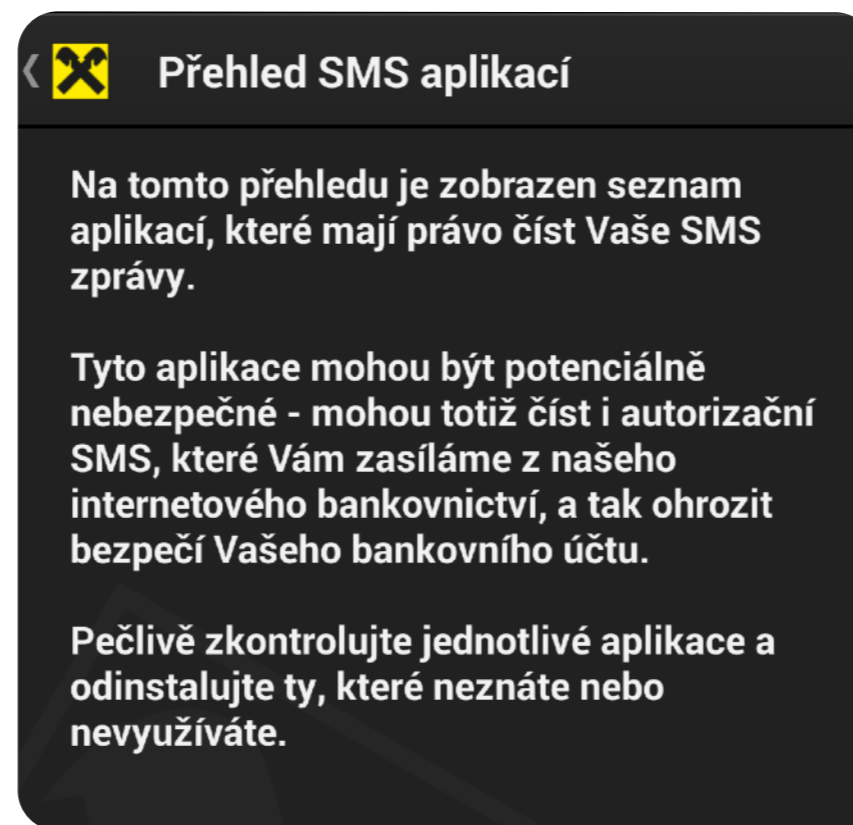 Přehled SMS aplikací
Na tomto přehledu je zobrazen seznam
aplikací, které mají právo číst Vaše SMS
zprávy.
Tyto aplikace mohou být potenciálně
nebezpečné - mohou totiž číst i autorizační
SMS, které Vám zasíláme z našeho
internetového bankovnictví, a tak ohrozit
bezpečí Vašeho bankovního účtu.
Pečlivě zkontrolujte jednotlivé aplikace a
odinstalujte ty, které neznáte nebo
nevyužíváte.